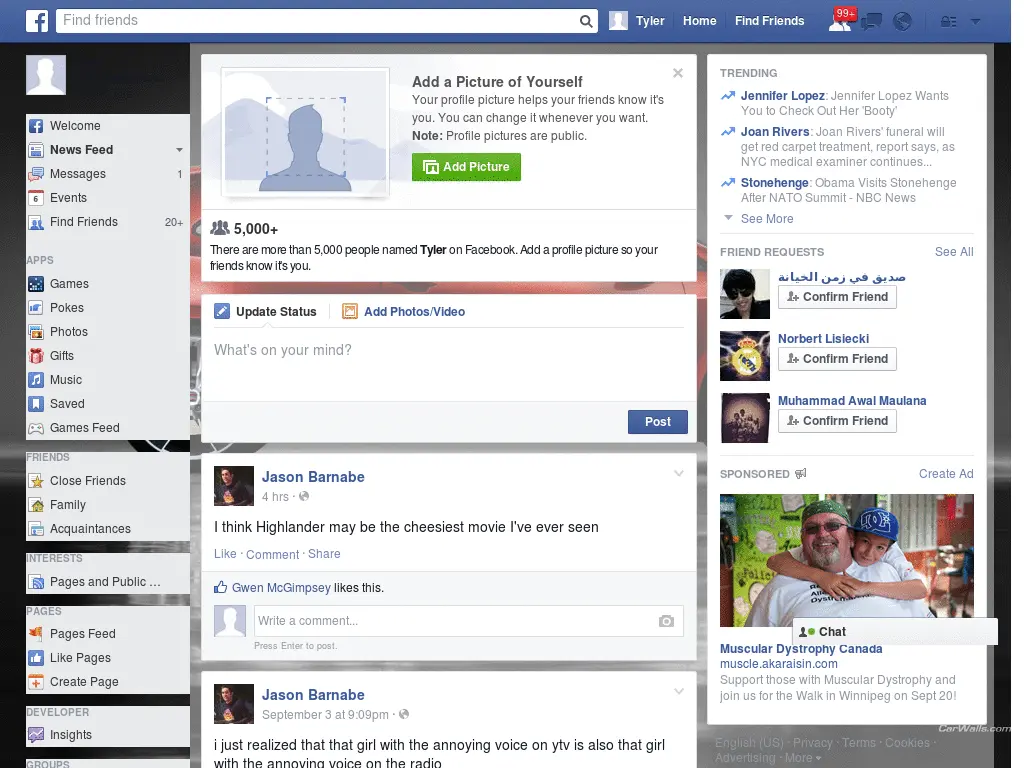 Find friends
Tyler
Home
Find Friends
99+
Welcome
News Feed
Messages
1
Events
Find Friends
20+
APPS
Games
Pokes
Photos
Gifts
Music
Saved
Games Feed
FRIENDS
Close Friends
Family
Acquaintances
INTERESTS
Pages and Public ...
PAGES
Pages Feed
Like Pages
Create Page
DEVELOPER
Insights
GROUPS
Add a Picture of Yourself
Your profile picture helps your friends know it's
you. You can change it whenever you want.
Note: Profile pictures are public.
Add Picture
5,000+
There are more than 5,000 people named Tyler on Facebook. Add a profile picture so your
friends know it's you.
Update Status
Add Photos/Video
What's on your mind?
Post
Jason Barnabe
4 hrs ·
I think Highlander may be the cheesiest movie I've ever seen
Like · Comment · Share
Gwen McGimpsey likes this.
Write a comment...
Press Enter to post.
Jason Barnabe
September 3 at 9:09pm ·
i just realized that that girl with the annoying voice on ytv is also that girl
with the annoying voice on the radio
TRENDING
Jennifer Lopez: Jennifer Lopez Wants
You to Check Out Her 'Booty'
Joan Rivers: Joan Rivers' funeral will
get red carpet treatment, report says, as
NYC medical examiner continues...
Stonehenge: Obama Visits Stonehenge
After NATO Summit - NBC News
See More
FRIEND REQUESTS
See All
صديق في زمن الخيانة
Confirm Friend
Norbert Lisiecki
Confirm Friend
Muhammad Awal Maulana
Confirm Friend
SPONSORED
Create Ad
Chat
Muscular Dystrophy Canada
muscle.akaraisin.com
Support those with Muscular Dystrophy and
join us for the Walk in Winnipeg on Sept 20!
CarWalls.com
English (US) · Privacy · Terms · Cookies ·
Advertising · More